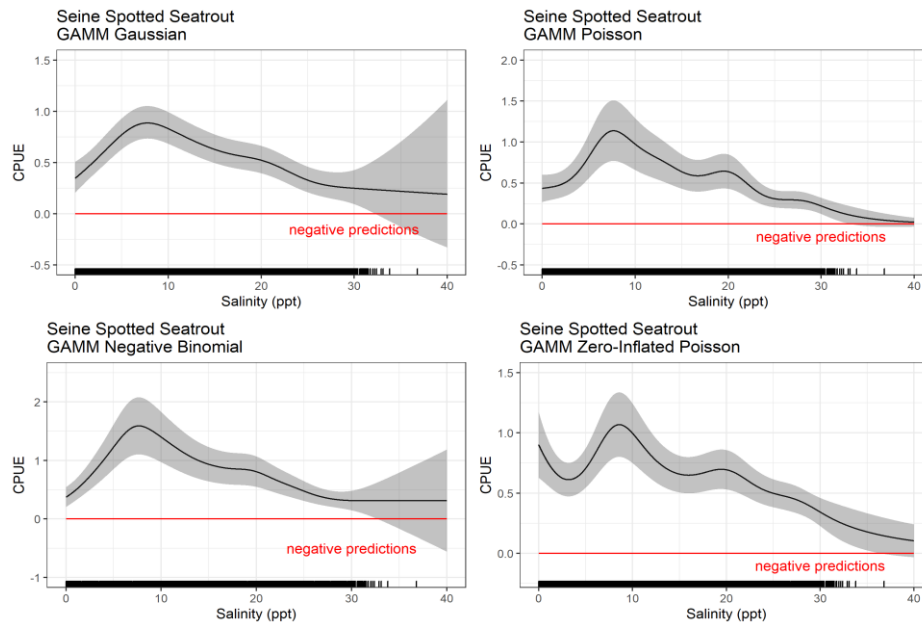 Seine Spotted Seatrout
GAMM Gaussian
1.5
1.0
0.5
0.0
-0.5
CPUE
negative predictions
0
10
20
30
40
Salinity (ppt)
Seine Spotted Seatrout
GAMM Poisson
2.0
1.5
1.0
0.5
0.0
-0.5
CPUE
negative predictions
0
10
20
30
40
Salinity (ppt)
Seine Spotted Seatrout
GAMM Negative Binomial
2
1
0
-1
CPUE
negative predictions
0
10
20
30
40
Salinity (ppt)
Seine Spotted Seatrout
GAMM Zero-Inflated Poisson
1.5
1.0
0.5
0.0
CPUE
negative predictions
0
10
20
30
40
Salinity (ppt)